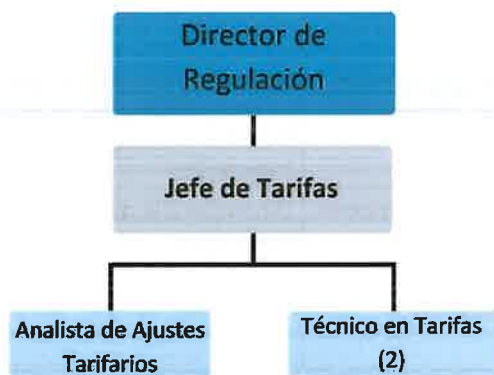 Director de
Regulación
Jefe de Tarifas
Analista de Ajustes
Tarifarios
Técnico en Tarifas
(2)